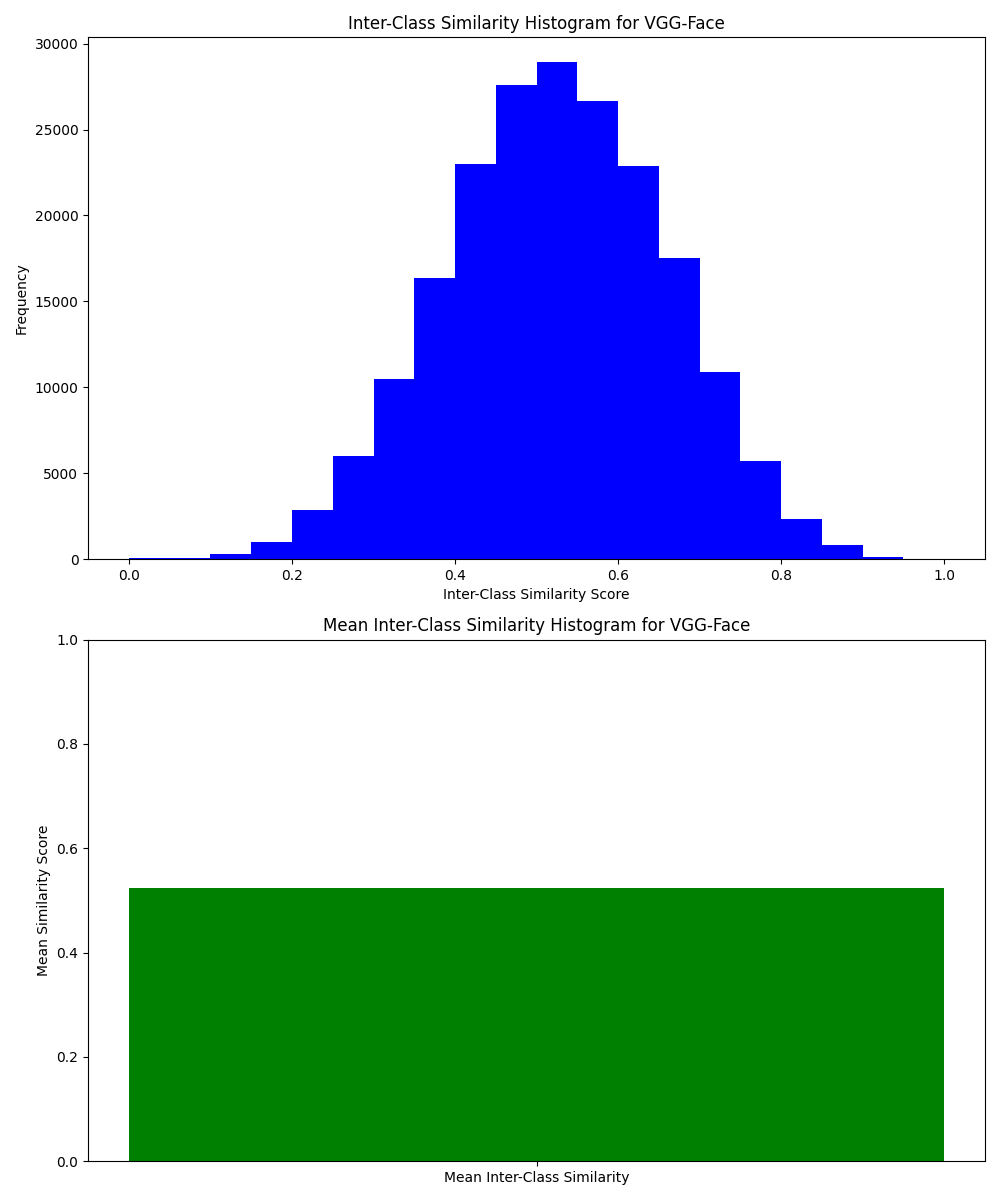 Inter-Class Similarity Histogram for VGG-Face
30000
25000
20000
15000
10000
5000
0
Frequency
0.0 0.2 0.4 0.6 0.8 1.0
Inter-Class Similarity Score
Mean Inter-Class Similarity Histogram for VGG-Face
1.0
0.8
0.6
0.4
0.2
0.0
Mean Similarity Score
Mean Inter-Class Similarity